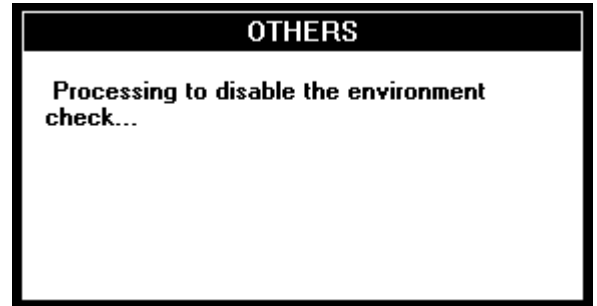 OTHERS
Processing to disable the environment
check...